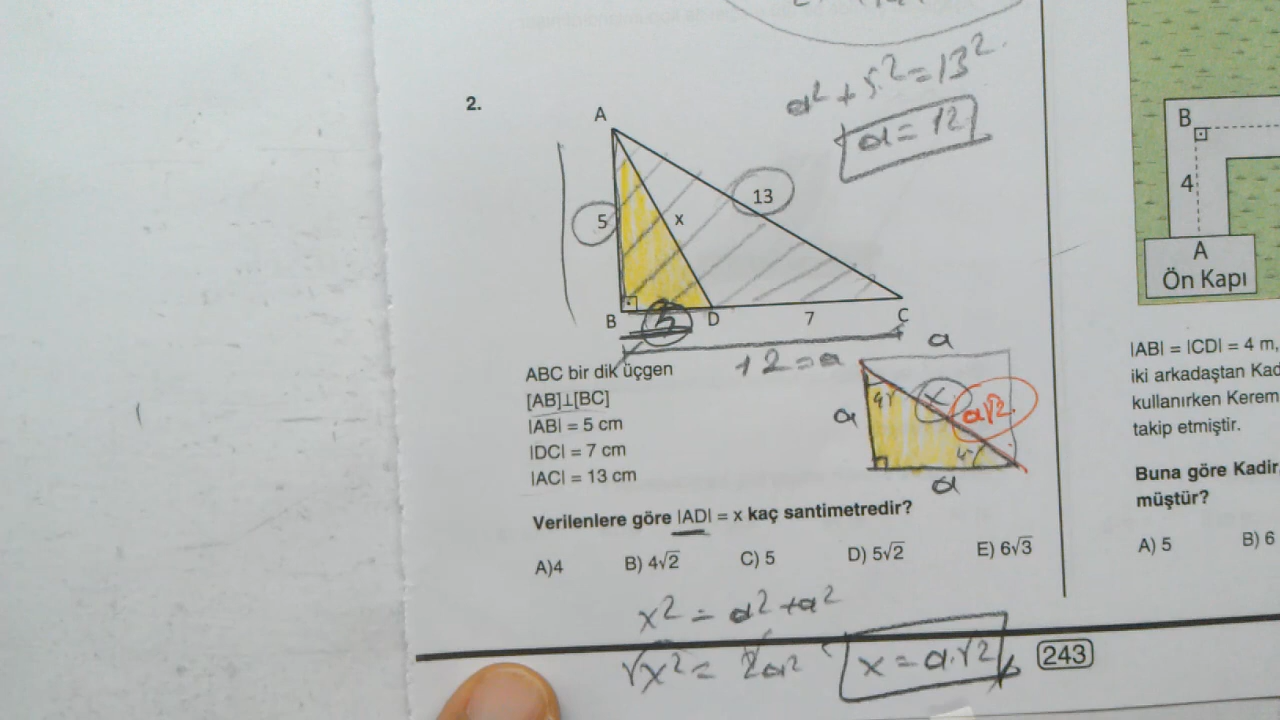 a² + 5² = 13²
a = 12
2.
A
5
x
13
B
5
D
7
C
12 = a
ABC bir dik üçgen
[AB]⊥[BC]
|AB| = 5 cm
|DC| = 7 cm
|AC| = 13 cm
a
a
x
a√2
45
45
a
Verilenlere göre |AD| = x kaç santimetredir?
A)4 B) 4√2 C) 5 D) 5√2 E) 6√3
x² = a² + a²
√x² = 2a²
x = a.√2
243
B
4
A
Ön Kapı
|AB| = |CD| = 4 m,
iki arkadaştan Kad
kullanırken Kerem
takip etmiştir.
Buna göre Kadir
müştür?
A) 5 B) 6